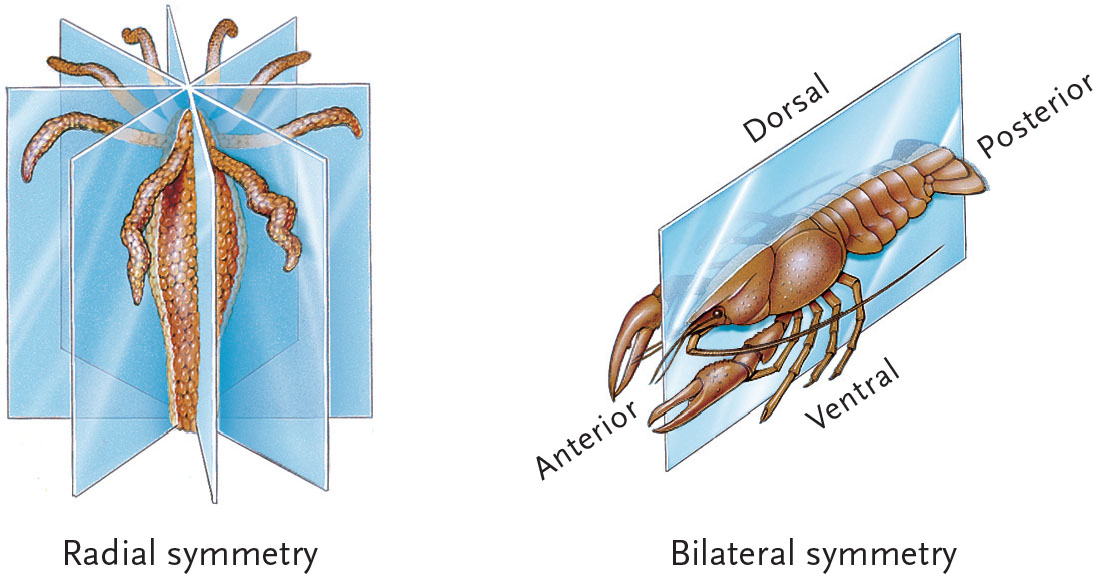 Dorsal
Posterior
Anterior
Ventral
Radial symmetry
Bilateral symmetry